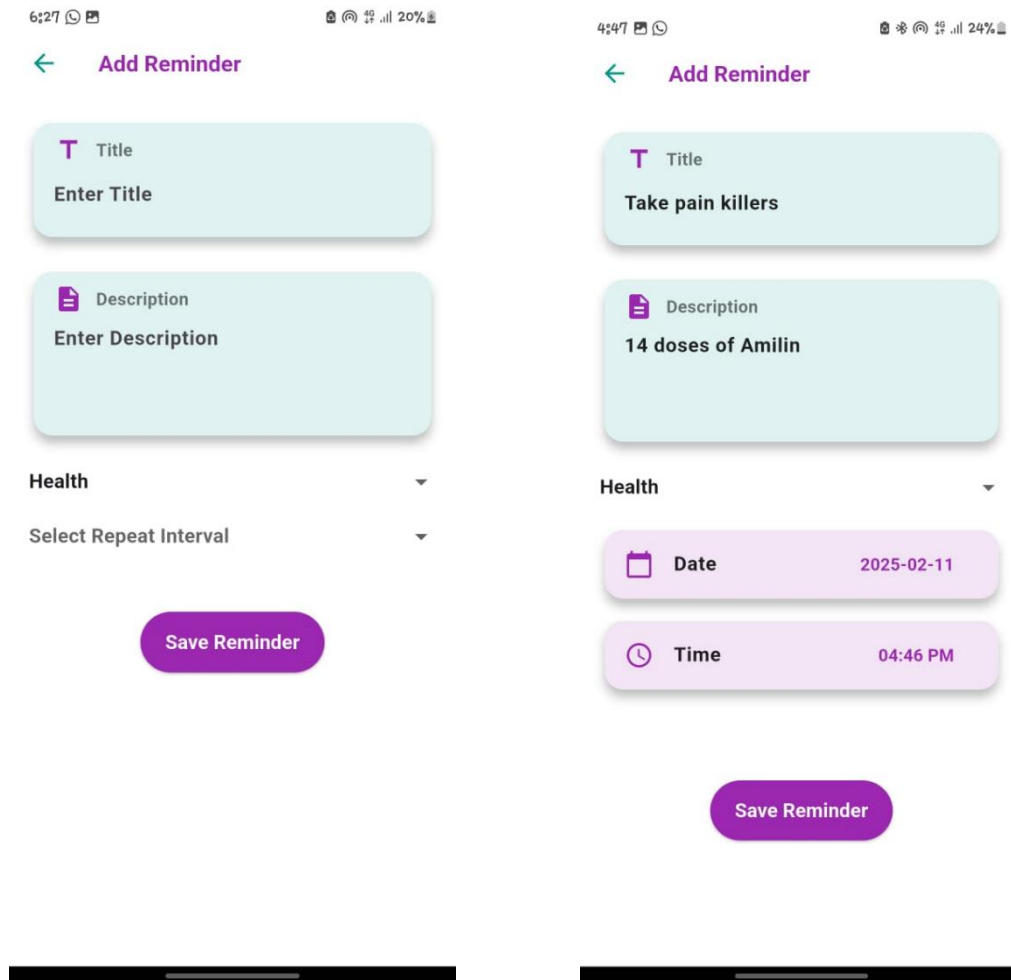 6:27
20%
Add Reminder
Title
Enter Title
Description
Enter Description
Health
Select Repeat Interval
Save Reminder
4:47
4G
24%
Add Reminder
Title
Take pain killers
Description
14 doses of Amilin
Health
Date 2025-02-11
Time 04:46 PM
Save Reminder